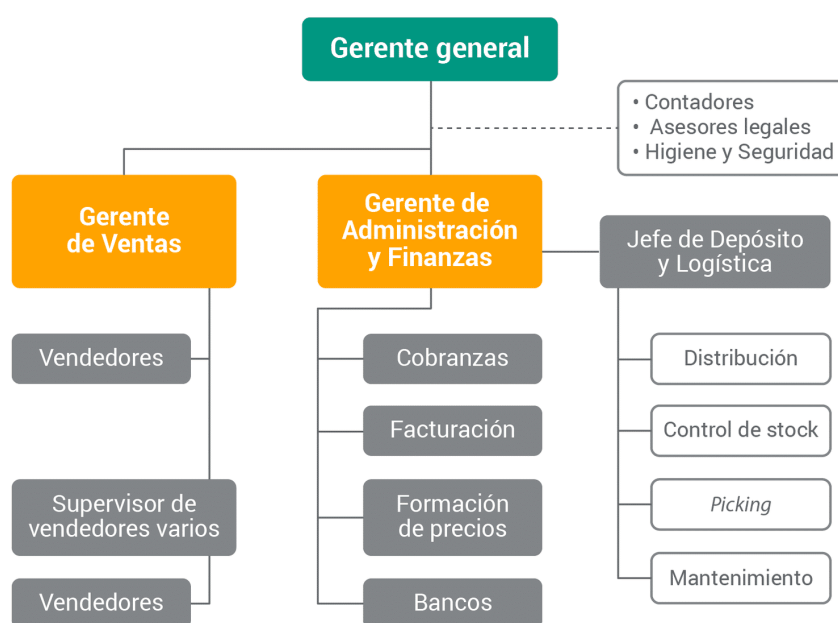 Gerente general
• Contadores
• Asesores legales
• Higiene y Seguridad
Gerente
de Ventas
Gerente de
Administración
y Finanzas
Jefe de Depósito
y Logística
Vendedores
Supervisor de
vendedores varios
Vendedores
Cobranzas
Facturación
Formación
de precios
Bancos
Distribución
Control de stock
Picking
Mantenimiento